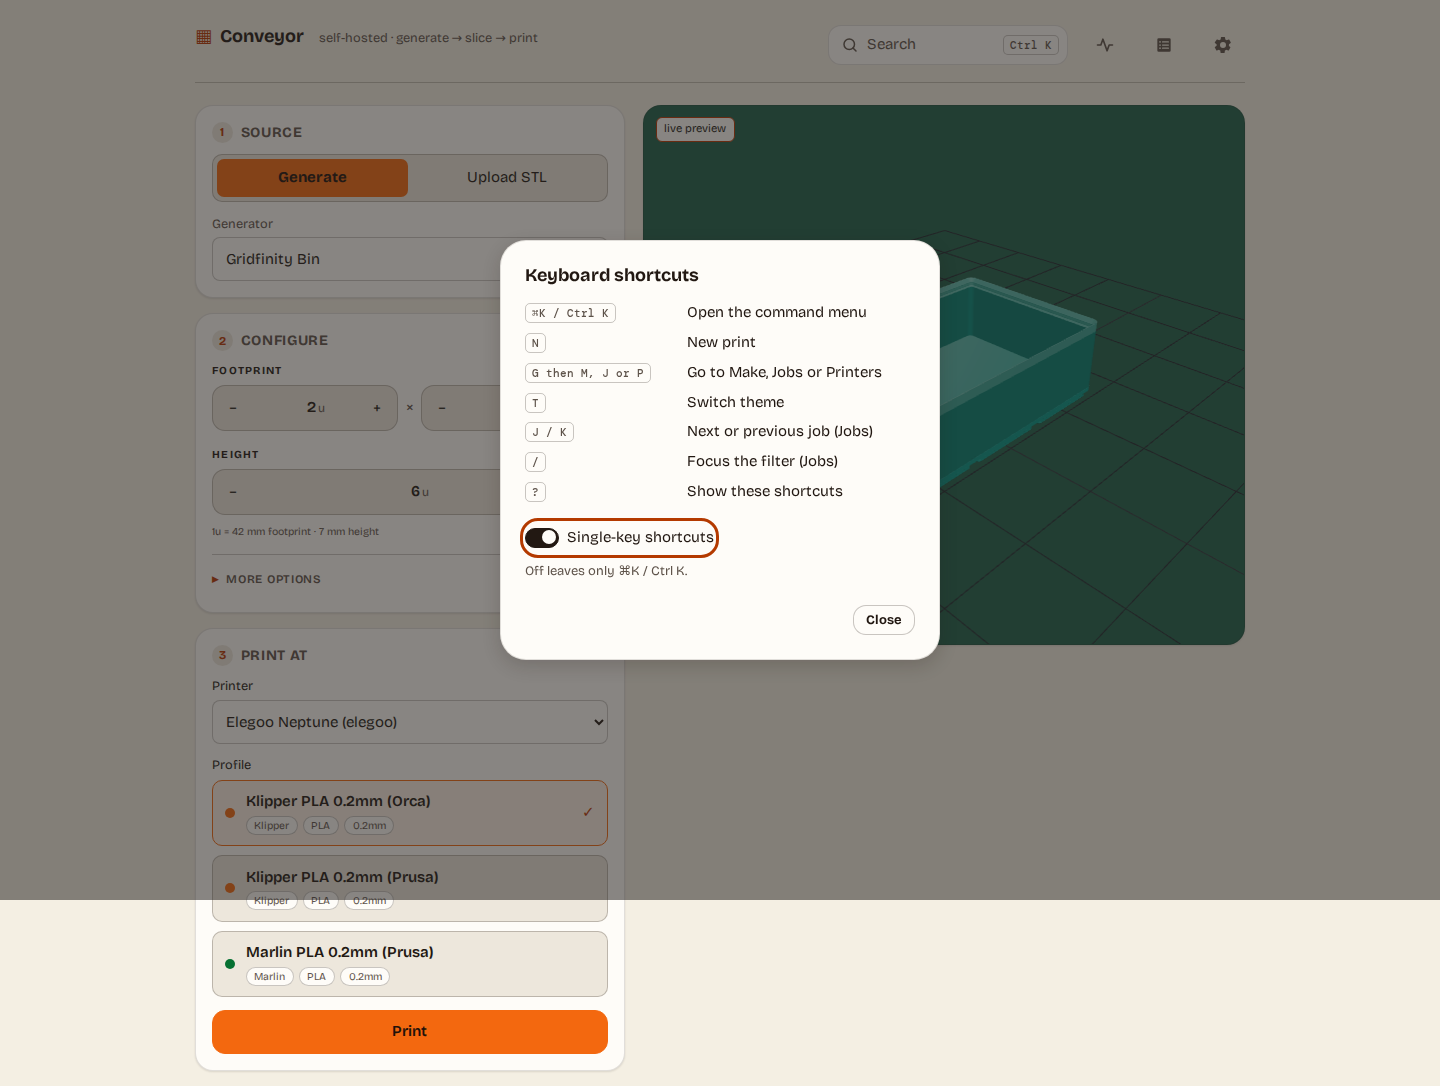 Conveyor self-hosted · generate → slice → print
Search Ctrl K
1 SOURCE
Generate Upload STL
Generator
Gridfinity Bin
2 CONFIGURE
FOOTPRINT
− 2 u + × −
HEIGHT
− 6 u
1u = 42 mm footprint · 7 mm height
▸ MORE OPTIONS
3 PRINT AT
Printer
Elegoo Neptune (elegoo)
Profile
Klipper PLA 0.2mm (Orca) ✓
Klipper PLA 0.2mm
Klipper PLA 0.2mm (Prusa)
Klipper PLA 0.2mm
Marlin PLA 0.2mm (Prusa)
Marlin PLA 0.2mm
Print
live preview
Keyboard shortcuts
⌘K / Ctrl K Open the command menu
N New print
G then M, J or P Go to Make, Jobs or Printers
T Switch theme
J / K Next or previous job (Jobs)
/ Focus the filter (Jobs)
? Show these shortcuts
Single-key shortcuts
Off leaves only ⌘K / Ctrl K.
Close